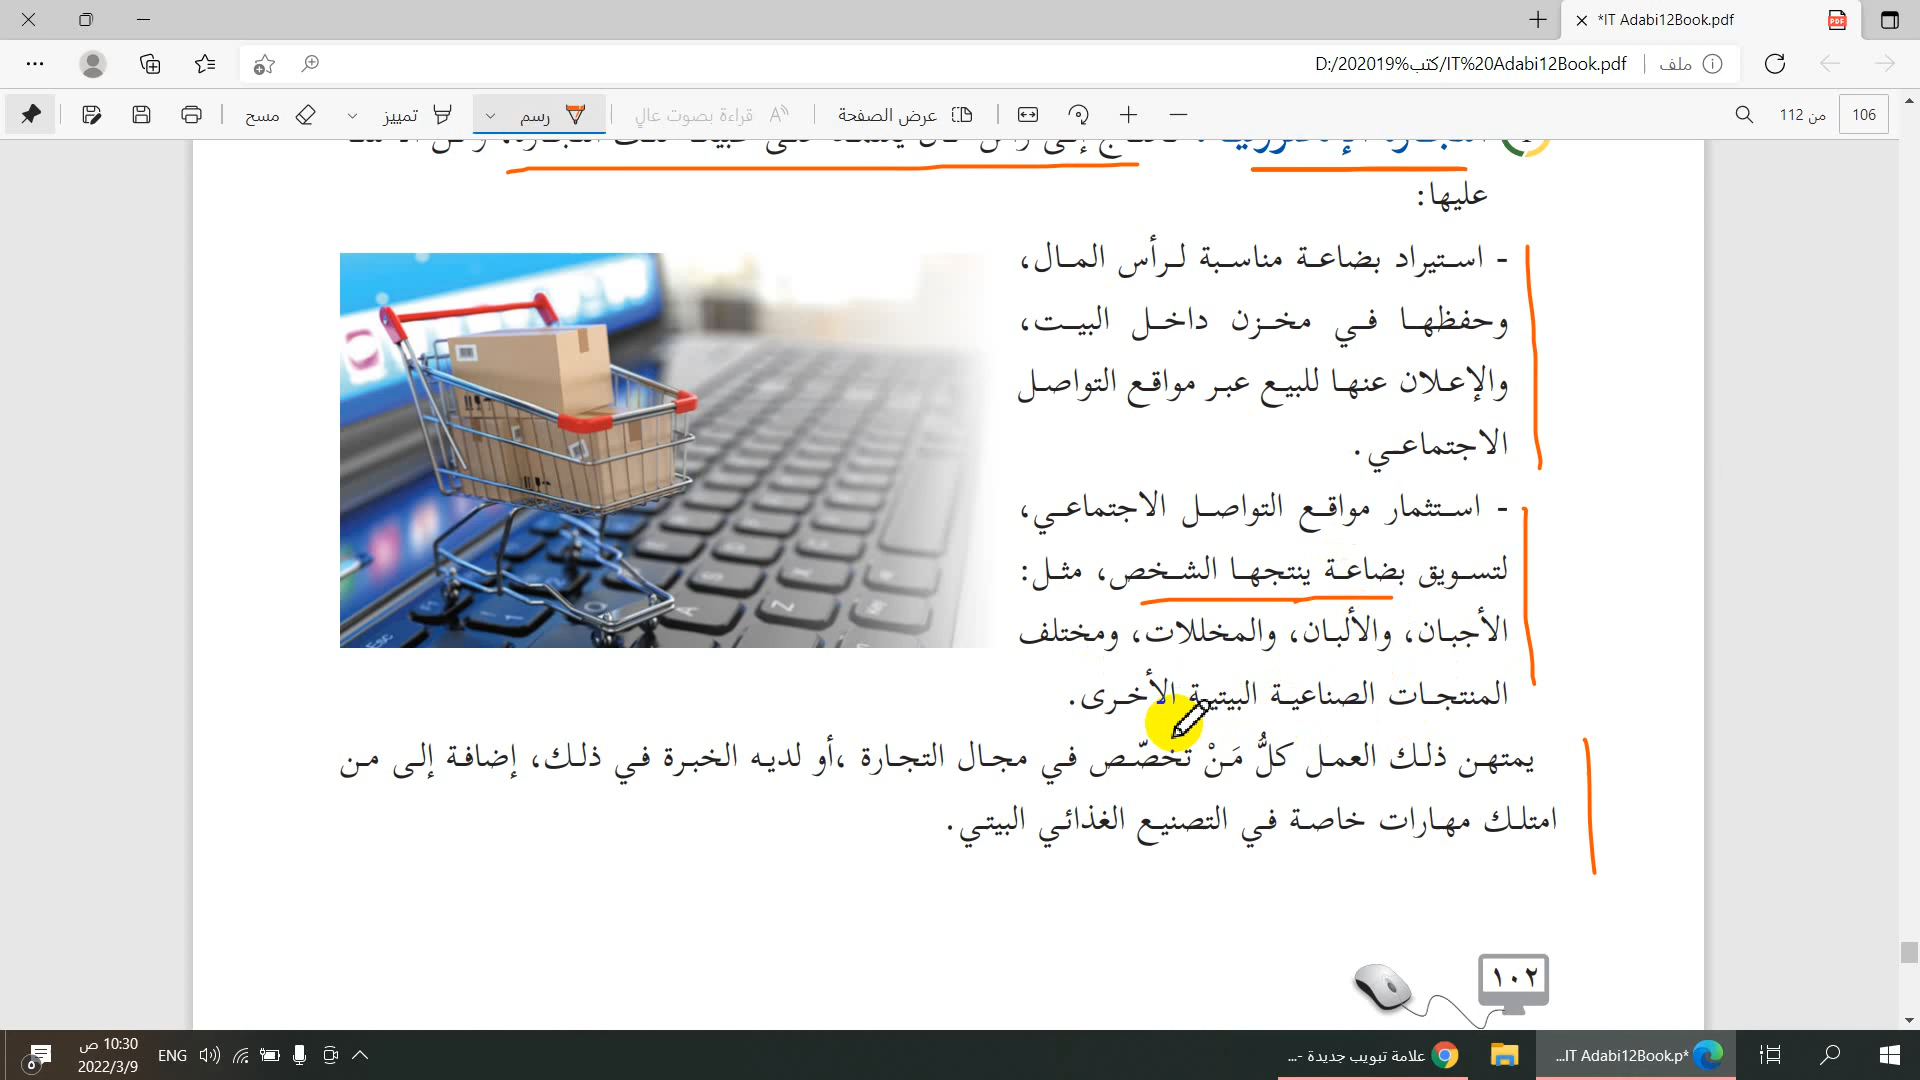 *IT Adabi12Book.pdf
D:/202019%كتب/IT%20Adabi12Book.pdf
ملف
106
من 112
عرض الصفحة
قراءة بصوت عالٍ
رسم
تمييز
مسح
عليها:
- استيراد بضاعة مناسبة لرأس المال،
وحفظها في مخزن داخل البيت،
والإعلان عنها للبيع عبر مواقع التواصل
الاجتماعي.
- استثمار مواقع التواصل الاجتماعي،
لتسويق بضاعة ينتجها الشخص، مثل:
الأجبان، والألبان، والمخللات، ومختلف
المنتجات الصناعية البيتية الأخرى.
يمتهن ذلك العمل كلُّ مَنْ تخصّص في مجال التجارة ،أو لديه الخبرة في ذلك، إضافة إلى من
امتلك مهارات خاصة في التصنيع الغذائي البيتي.
١٠٢
...IT Adabi12Book.p*
علامة تبويب جديدة -...
ENG
10:30 ص
2022/3/9